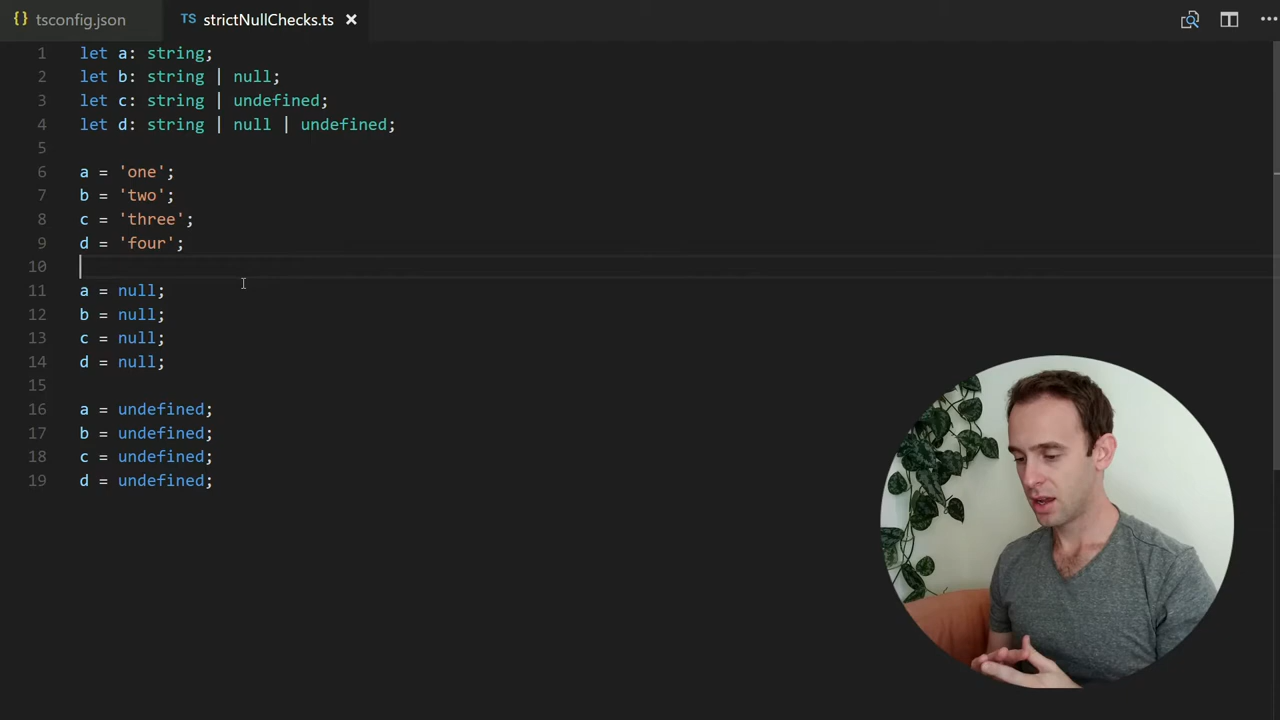 {} tsconfig.json TS strictNullChecks.ts ×
1 let a: string;
2 let b: string | null;
3 let c: string | undefined;
4 let d: string | null | undefined;
5
6 a = 'one';
7 b = 'two';
8 c = 'three';
9 d = 'four';
10
11 a = null;
12 b = null;
13 c = null;
14 d = null;
15
16 a = undefined;
17 b = undefined;
18 c = undefined;
19 d = undefined;